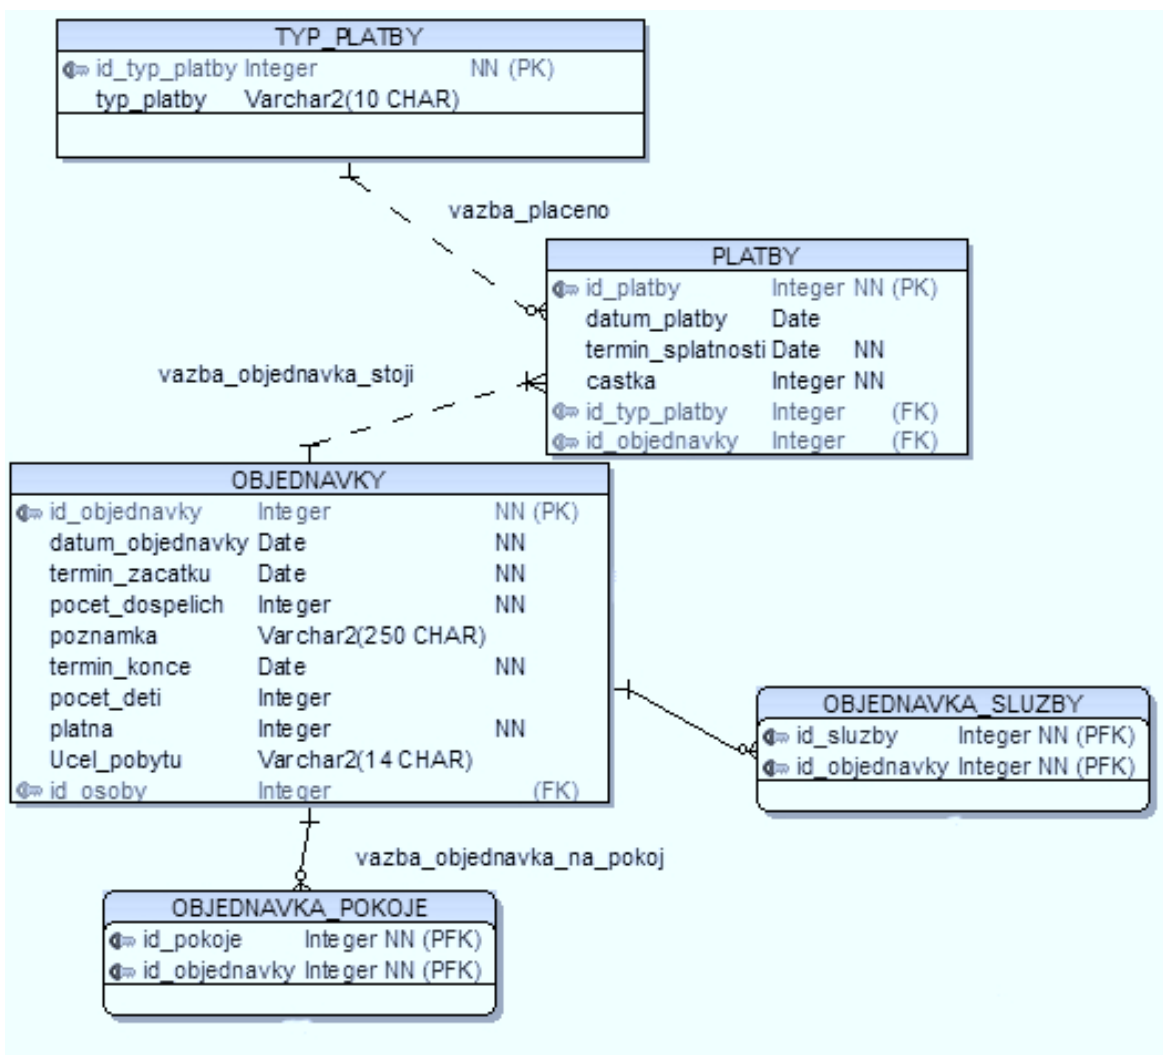 TYP_PLATBY
id_typ_platby Integer NN (PK)
typ_platby Varchar2(10 CHAR)
vazba_placeno
PLATBY
id_platby Integer NN (PK)
datum_platby Date
termin_splatnosti Date NN
castka Integer NN
id_typ_platby Integer (FK)
id_objednavky Integer (FK)
vazba_objednavka_stoji
OBJEDNAVKY
id_objednavky Integer NN (PK)
datum_objednavky Date NN
termin_zacatku Date NN
pocet_dospelich Integer NN
poznamka Varchar2(250 CHAR)
termin_konce Date NN
pocet_deti Integer
platna Integer NN
Ucel_pobytu Varchar2(14 CHAR)
id_osoby Integer (FK)
OBJEDNAVKA_SLUZBY
id_sluzby Integer NN (PFK)
id_objednavky Integer NN (PFK)
vazba_objednavka_na_pokoj
OBJEDNAVKA_POKOJE
id_pokoje Integer NN (PFK)
id_objednavky Integer NN (PFK)